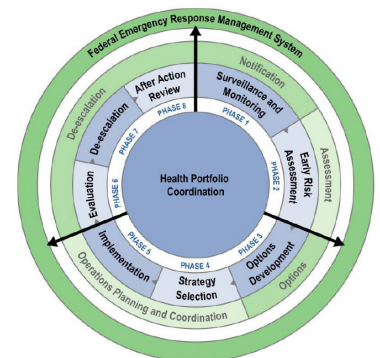 Federal Emergency Response Management System
Notification
Assessment
Options
Operations Planning and Coordination
De-escalation
Surveillance and
Monitoring
Early Risk
Assessment
Options
Development
Strategy
Selection
Implementation
Evaluation
De-escalation
After Action
Review
PHASE 1
PHASE 2
PHASE 3
PHASE 4
PHASE 5
PHASE 6
PHASE 7
PHASE 8
Health Portfolio
Coordination